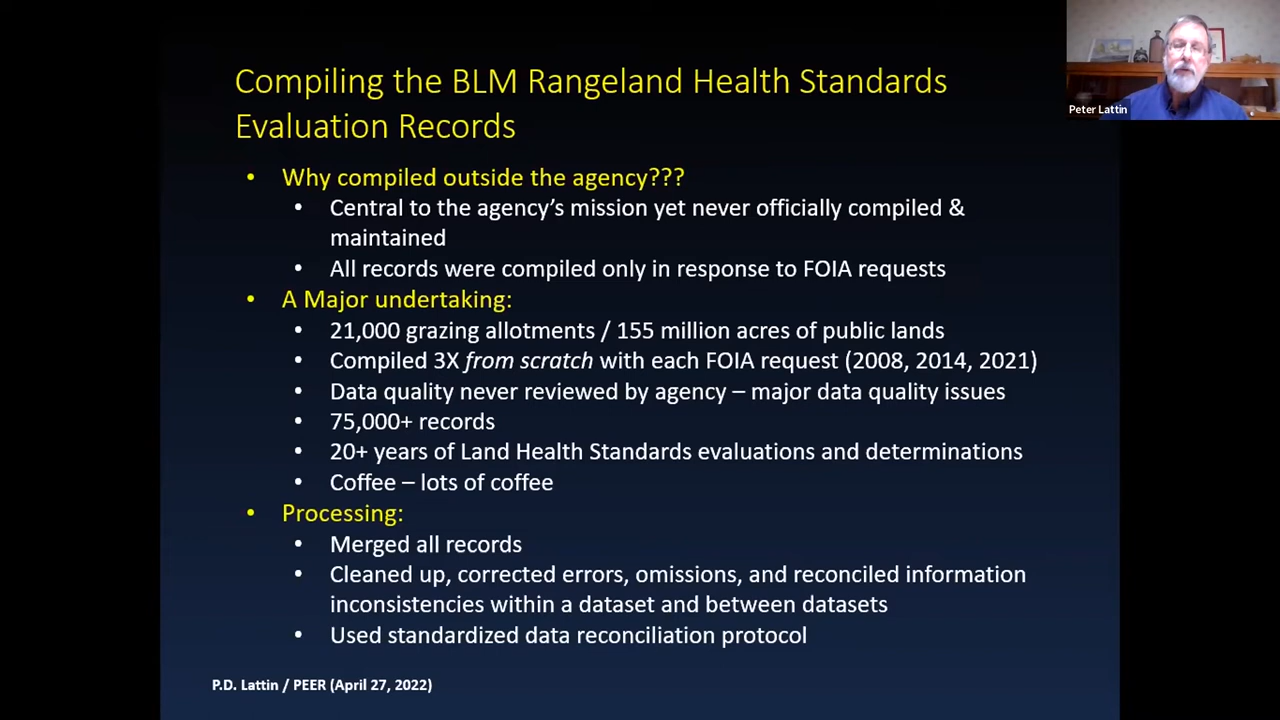 Compiling the BLM Rangeland Health Standards
Evaluation Records
Peter Lattin
• Why compiled outside the agency???
• Central to the agency's mission yet never officially compiled &
maintained
• All records were compiled only in response to FOIA requests
• A Major undertaking:
• 21,000 grazing allotments / 155 million acres of public lands
• Compiled 3X from scratch with each FOIA request (2008, 2014, 2021)
• Data quality never reviewed by agency – major data quality issues
• 75,000+ records
• 20+ years of Land Health Standards evaluations and determinations
• Coffee – lots of coffee
• Processing:
• Merged all records
• Cleaned up, corrected errors, omissions, and reconciled information
inconsistencies within a dataset and between datasets
• Used standardized data reconciliation protocol
P.D. Lattin / PEER (April 27, 2022)